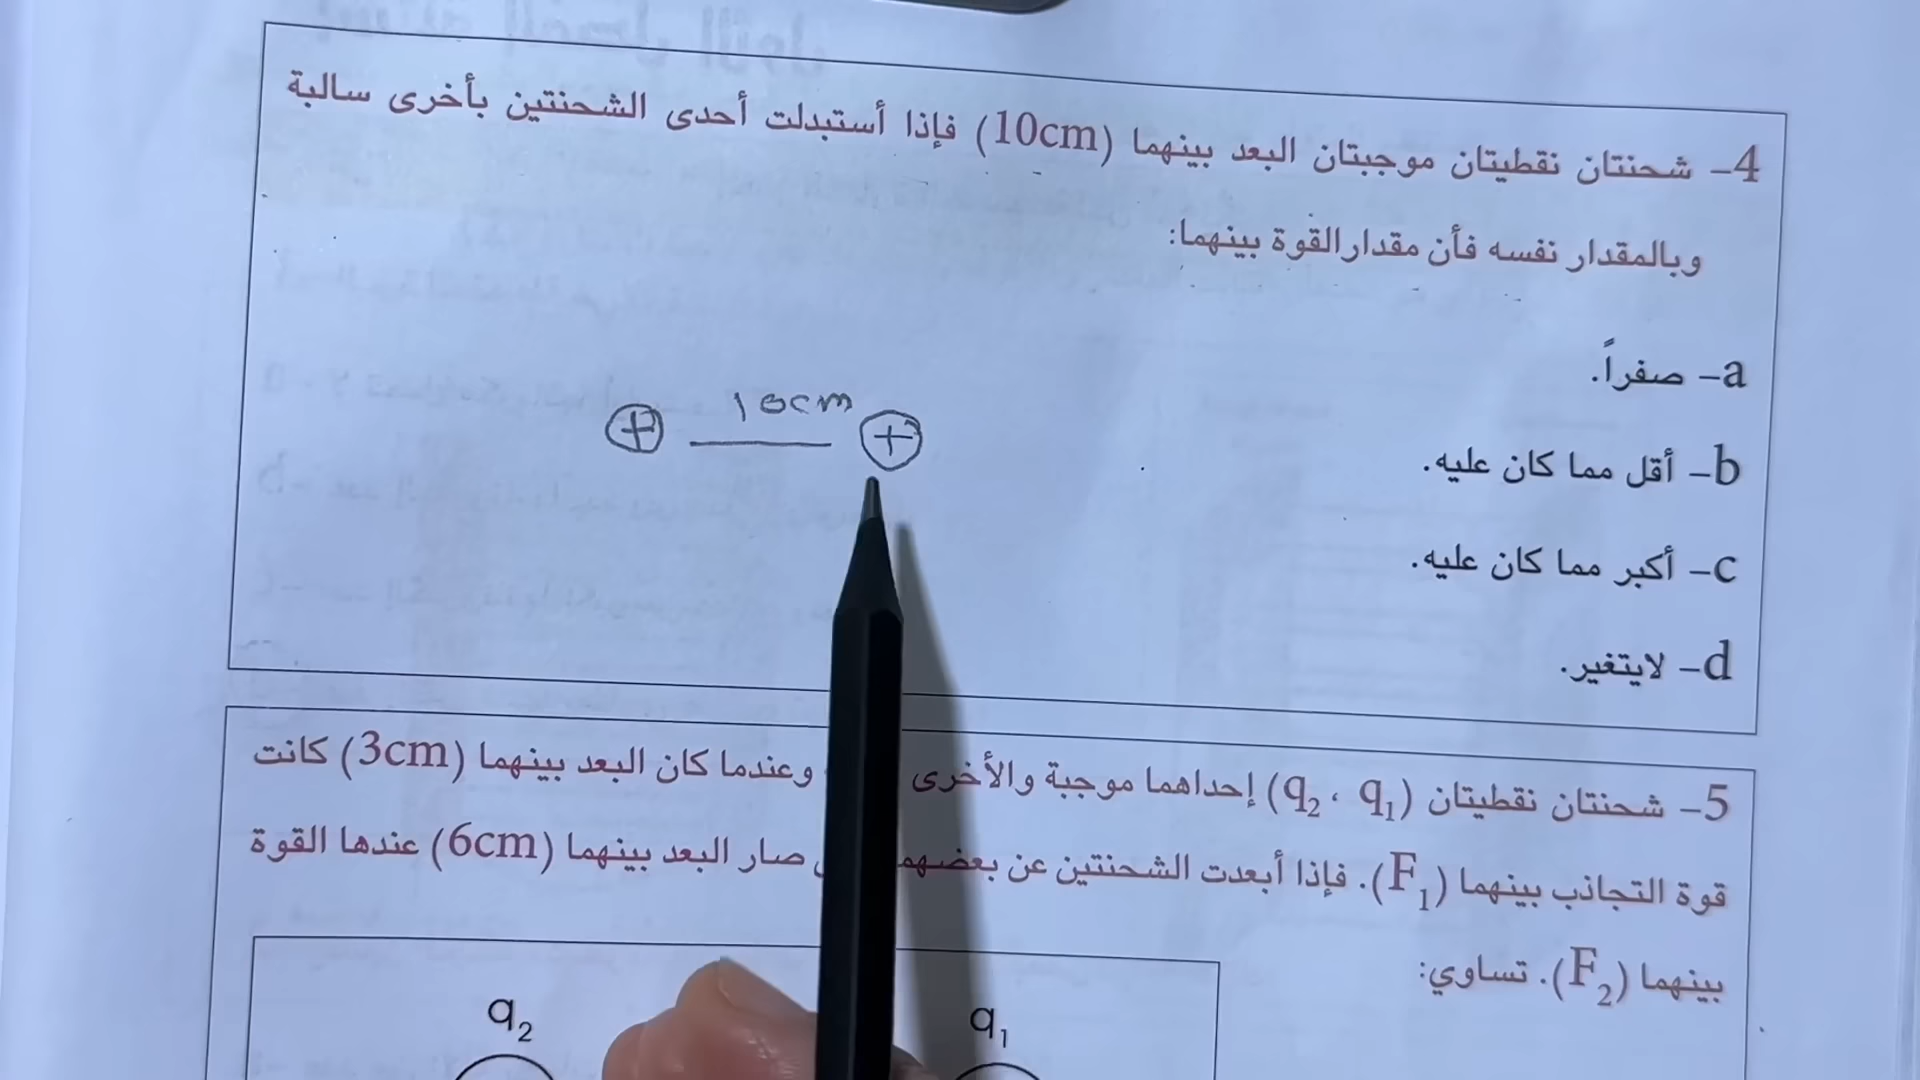 4- شحنتان نقطيتان موجبتان البعد بينهما (10cm) فإذا أستبدلت أحدى الشحنتين بأخرى سالبة
وبالمقدار نفسه فأن مقدار القوة بينهما:
a- صفراً.
b- أقل مما كان عليه.
c- أكبر مما كان عليه.
d- لايتغير.
+ 10cm +
5- شحنتان نقطيتان (q₁ ، q₂) إحداهما موجبة والأخرى وعندما كان البعد بينهما (3cm) كانت
قوة التجاذب بينهما (F₁). فإذا أبعدت الشحنتين عن صار البعد بينهما (6cm) عندها القوة
بينهما (F₂). تساوي:
q₂ q₁